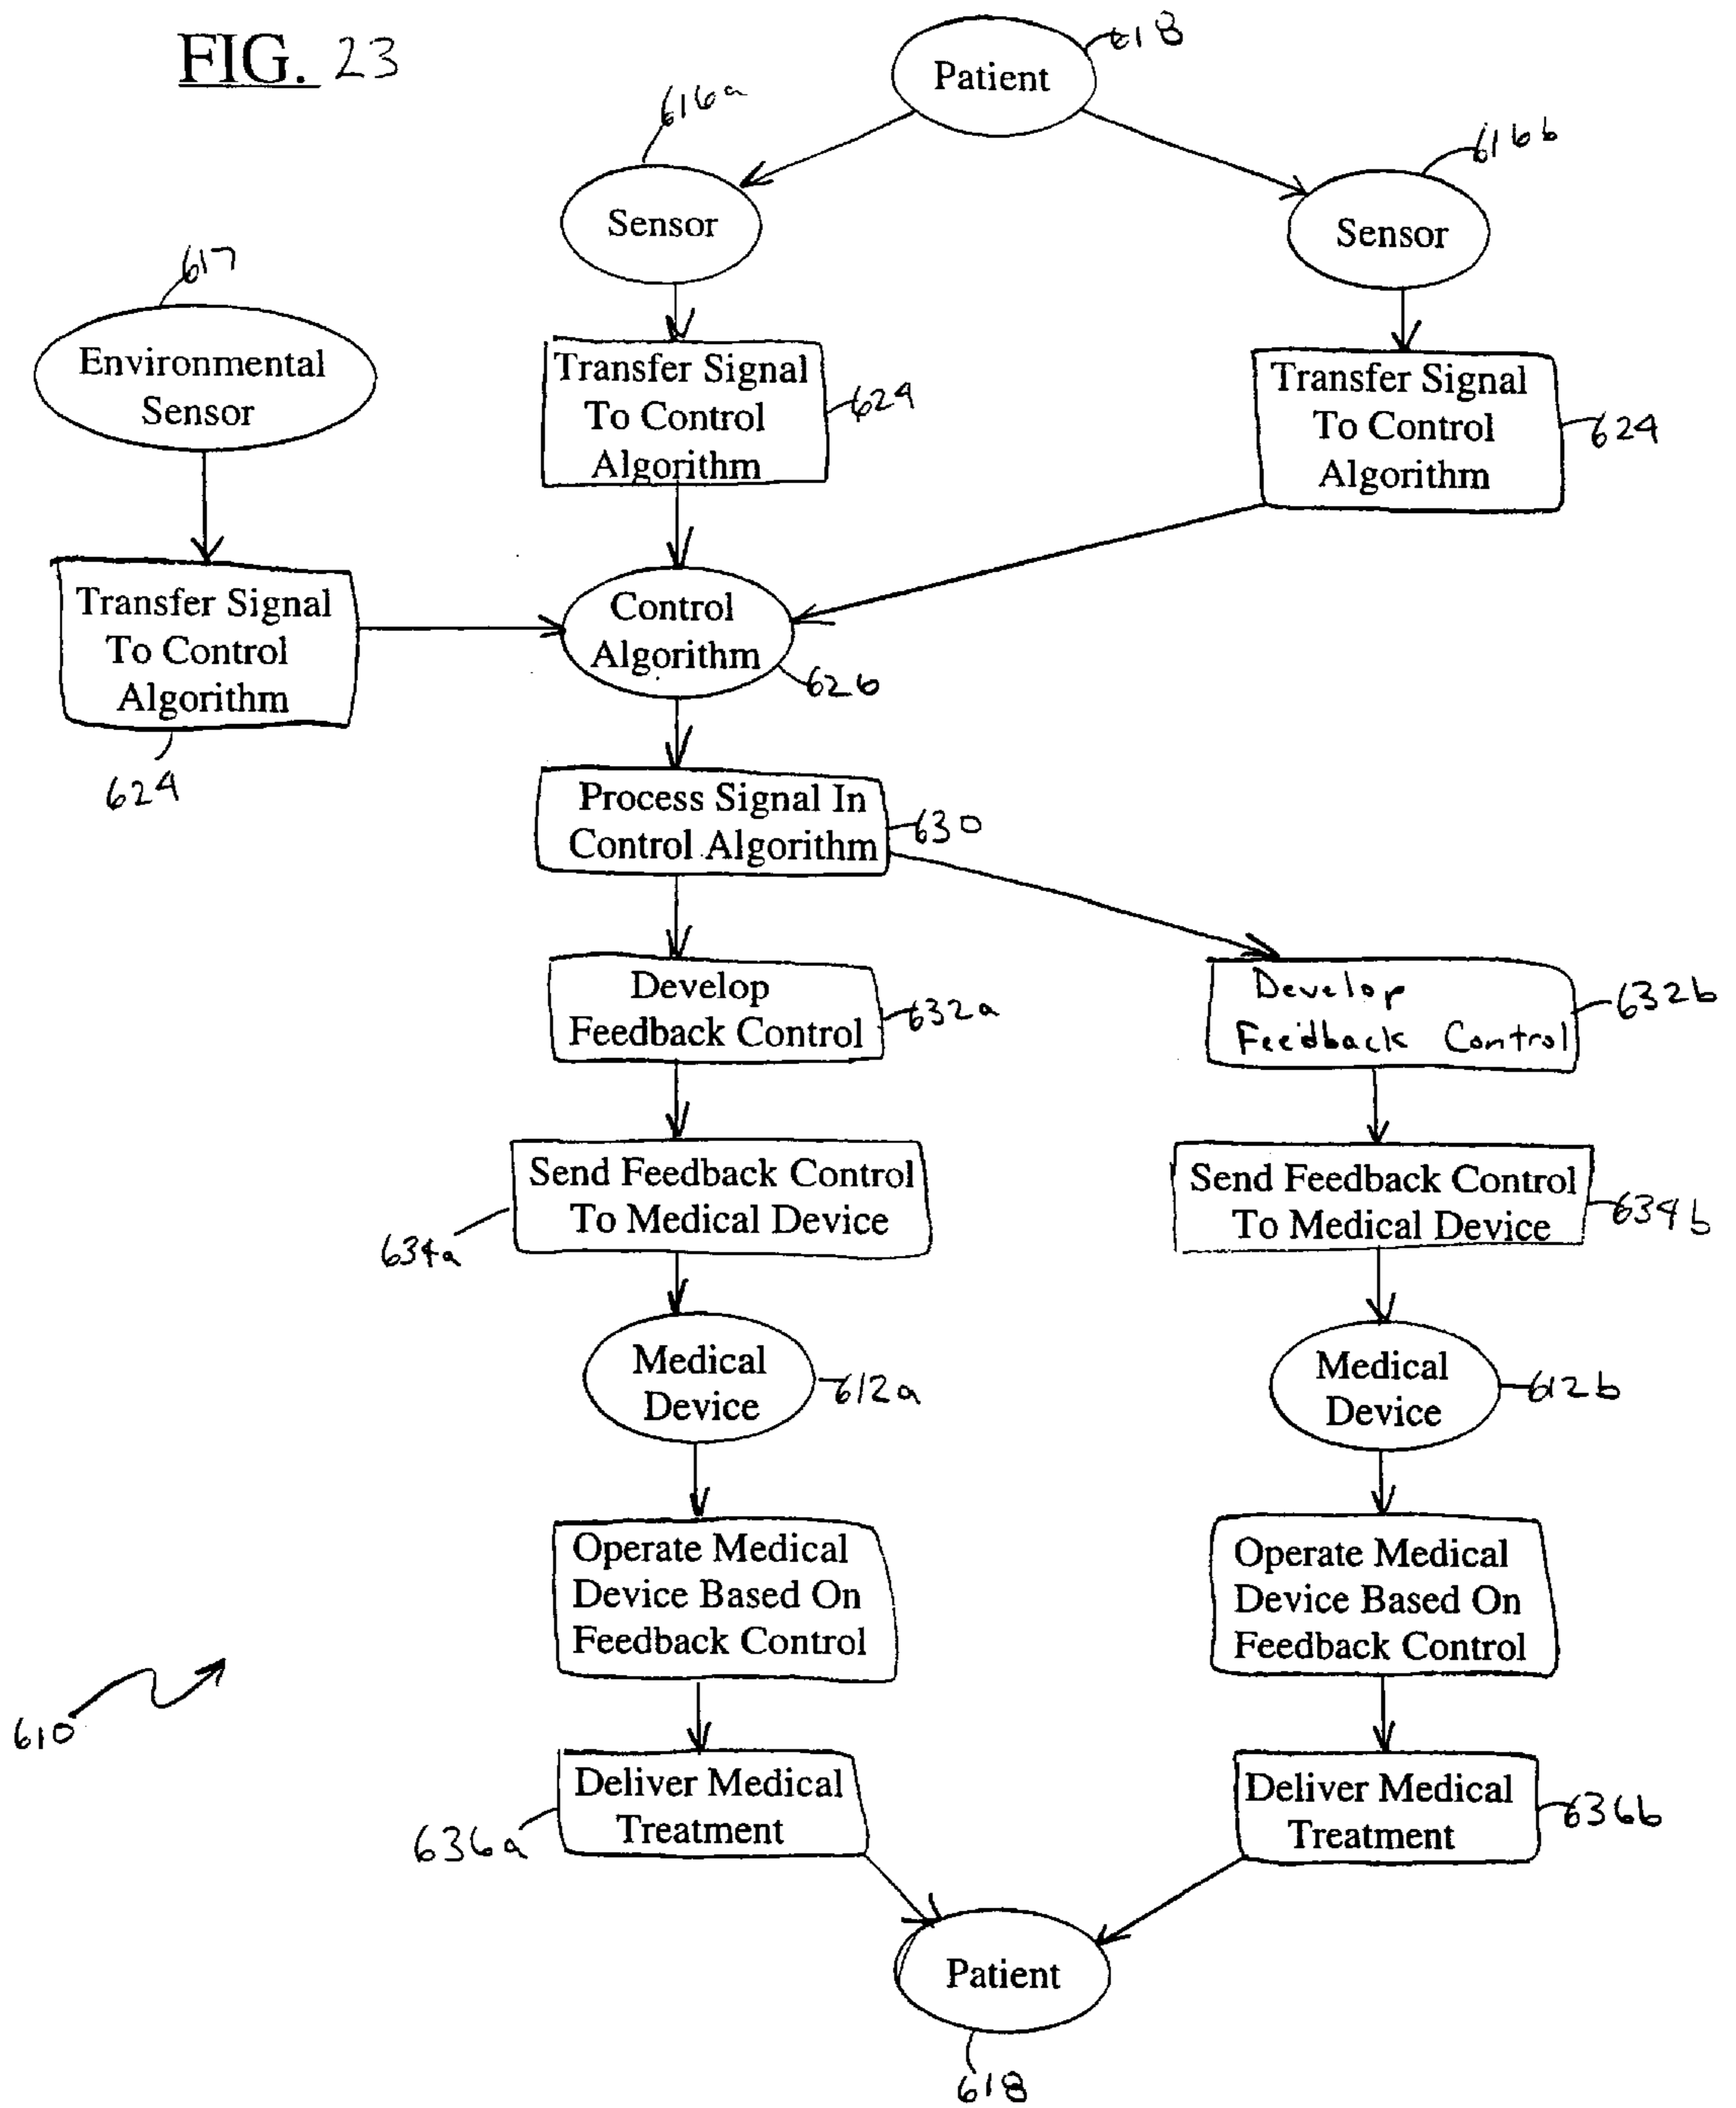 FIG. 23
Patient
618
616a
Sensor
616b
Sensor
617
Environmental
Sensor
Transfer Signal
To Control
Algorithm
624
Transfer Signal
To Control
Algorithm
624
Transfer Signal
To Control
Algorithm
624
Control
Algorithm
626
Process Signal In
Control Algorithm
630
Develop
Feedback Control
632a
Develop
Feedback Control
632b
Send Feedback Control
To Medical Device
634a
Send Feedback Control
To Medical Device
634b
Medical
Device
612a
Medical
Device
612b
Operate Medical
Device Based On
Feedback Control
Operate Medical
Device Based On
Feedback Control
610
Deliver Medical
Treatment
636a
Deliver Medical
Treatment
636b
Patient
618